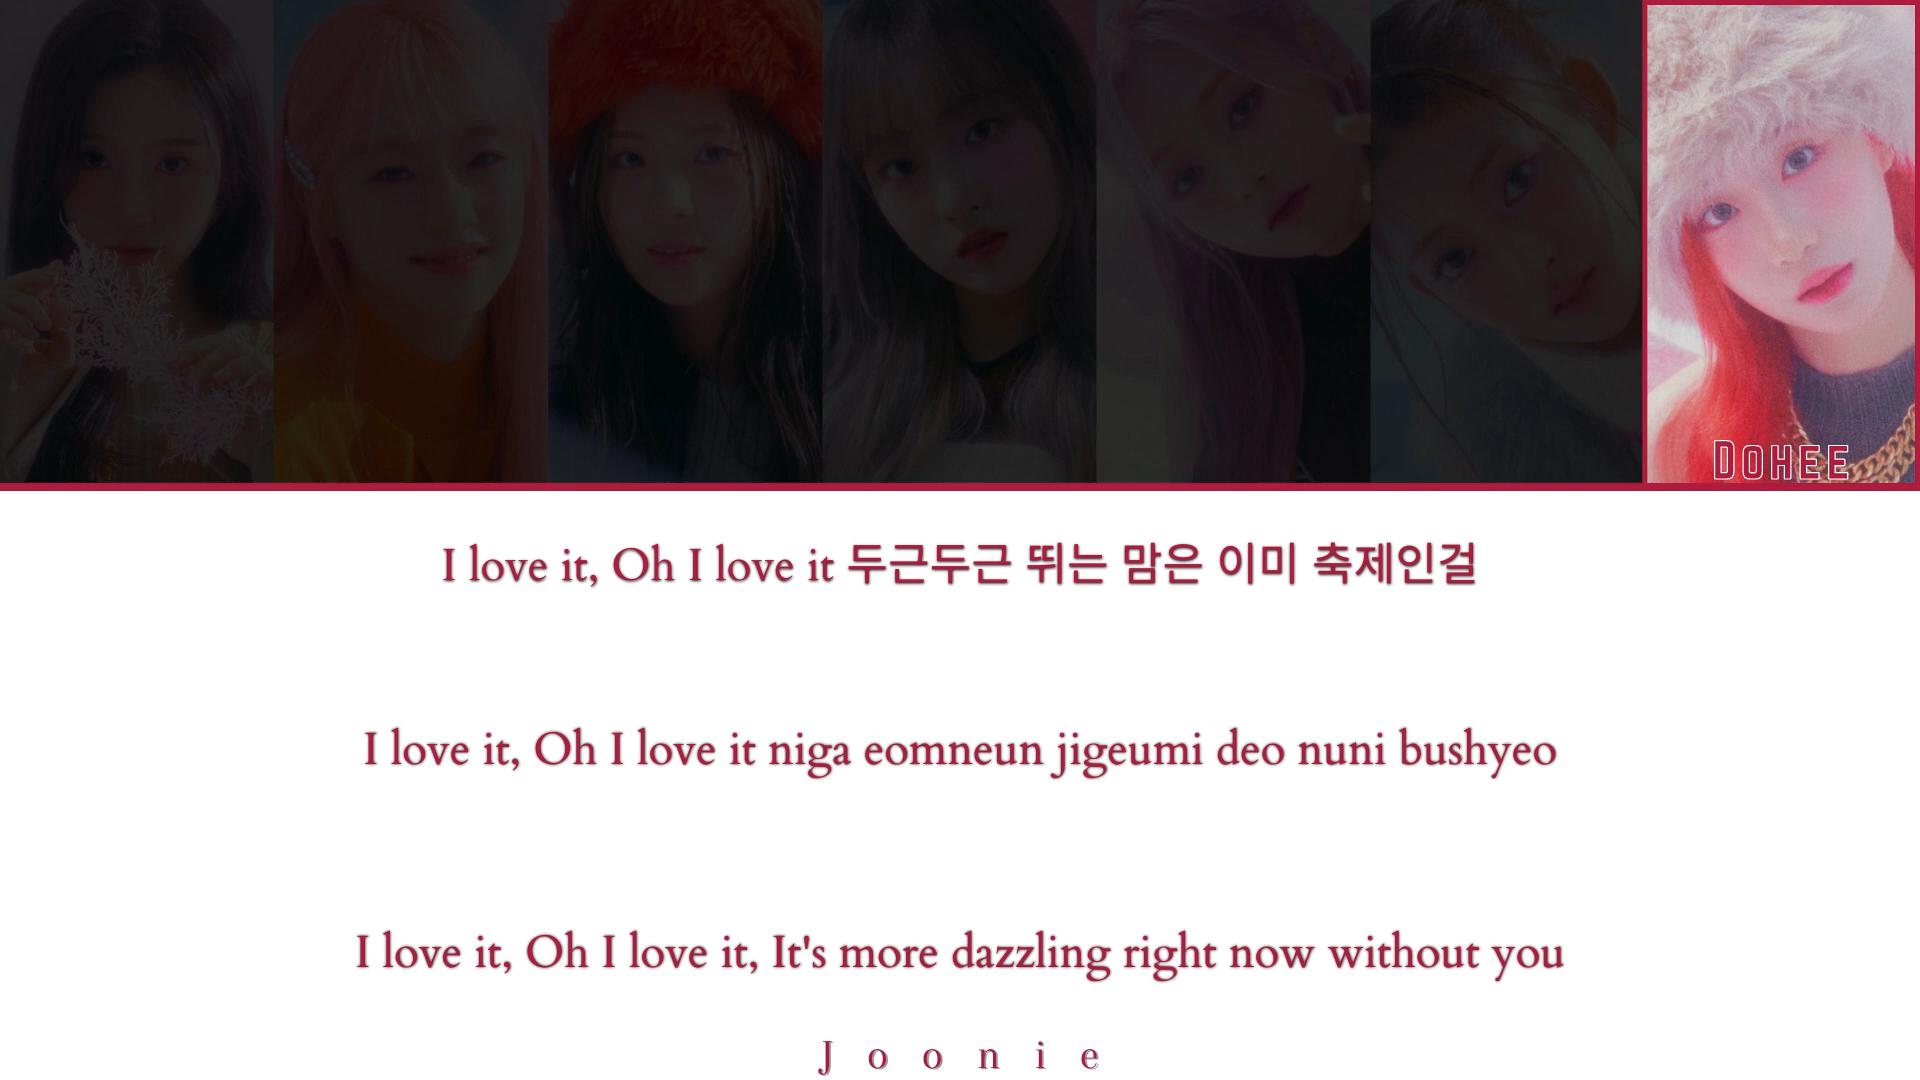 DOHEE
I love it, Oh I love it 두근두근 뛰는 맘은 이미 축제인걸
I love it, Oh I love it niga eomneun jigeumi deo nuni bushyeo
I love it, Oh I love it, It's more dazzling right now without you
Joonie